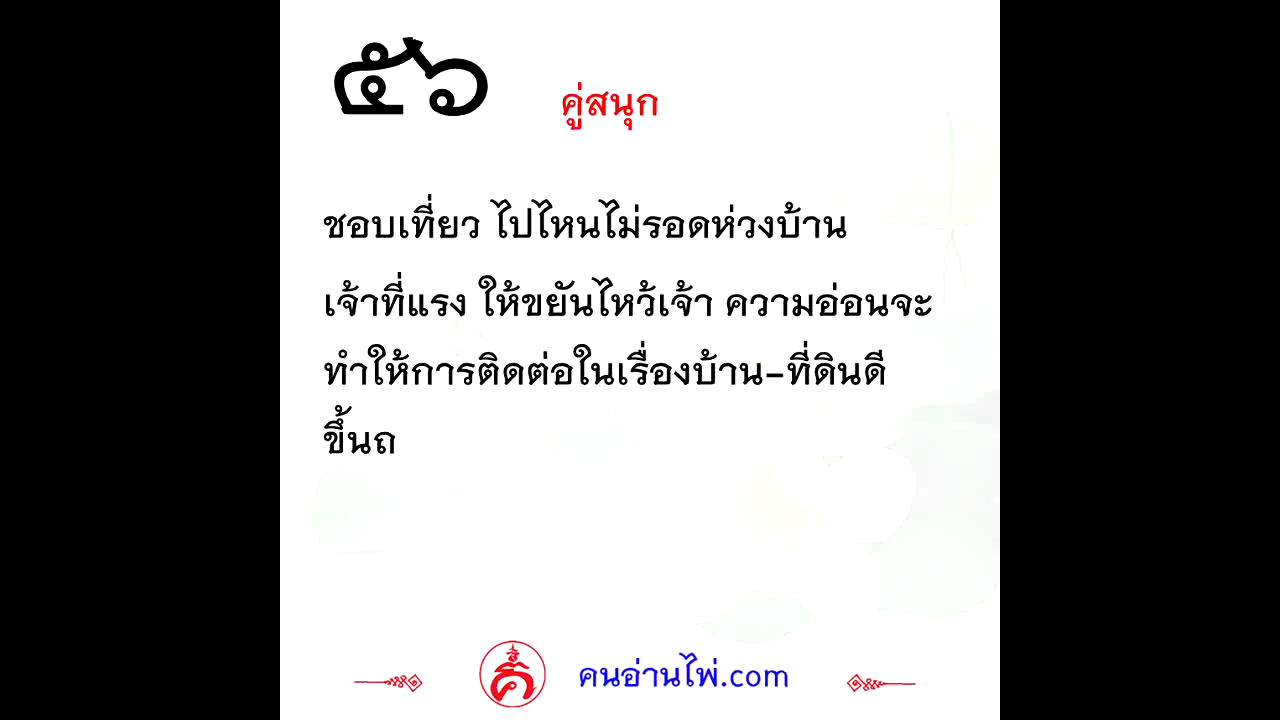 ๕๖
คู่สนุก
ชอบเที่ยว ไปไหนไม่รอดห่วงบ้าน
เจ้าที่แรง ให้ขยันไหว้เจ้า ความอ่อนจะ
ทำให้การติดต่อในเรื่องบ้าน-ที่ดินดี
ขึ้นถ
คนอ่านไพ่.com